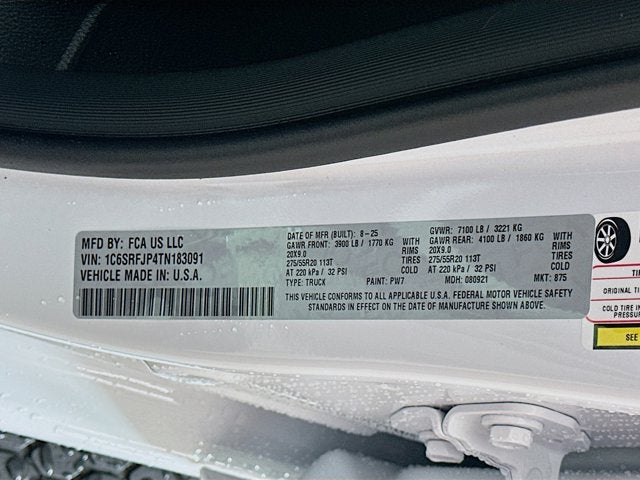 MFD BY: FCA US LLC
VIN: 1C6SRFJP4TN183091
VEHICLE MADE IN: U.S.A.
DATE OF MFR (BUILT): 8-25
GAWR FRONT: 3900 LB / 1770 KG WITH
20X9.0 RIMS
275/55R20 113T TIRES
AT 220 kPa / 32 PSI COLD
TYPE: TRUCK PAINT: PW7
GVWR: 7100 LB / 3221 KG
GAWR REAR: 4100 LB / 1860 KG WITH
20X9.0 RIMS
275/55R20 113T TIRES
AT 220 kPa / 32 PSI COLD
MDH: 080921 MKT: 875
THIS VEHICLE CONFORMS TO ALL APPLICABLE U.S.A. FEDERAL MOTOR VEHICLE SAFETY
STANDARDS IN EFFECT ON THE DATE OF MANUFACTURE SHOWN ABOVE.
ORIGINAL
COLD TIRE
SEE